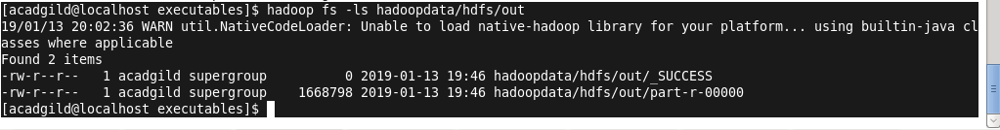 [acadgild@localhost executables]$ hadoop fs -ls hadoopdata/hdfs/out
19/01/13 20:02:36 WARN util.NativeCodeLoader: Unable to load native-hadoop library for your platform... using builtin-java cl
asses where applicable
Found 2 items
-rw-r--r--   1 acadgild supergroup          0 2019-01-13 19:46 hadoopdata/hdfs/out/_SUCCESS
-rw-r--r--   1 acadgild supergroup    1668798 2019-01-13 19:46 hadoopdata/hdfs/out/part-r-00000
[acadgild@localhost executables]$